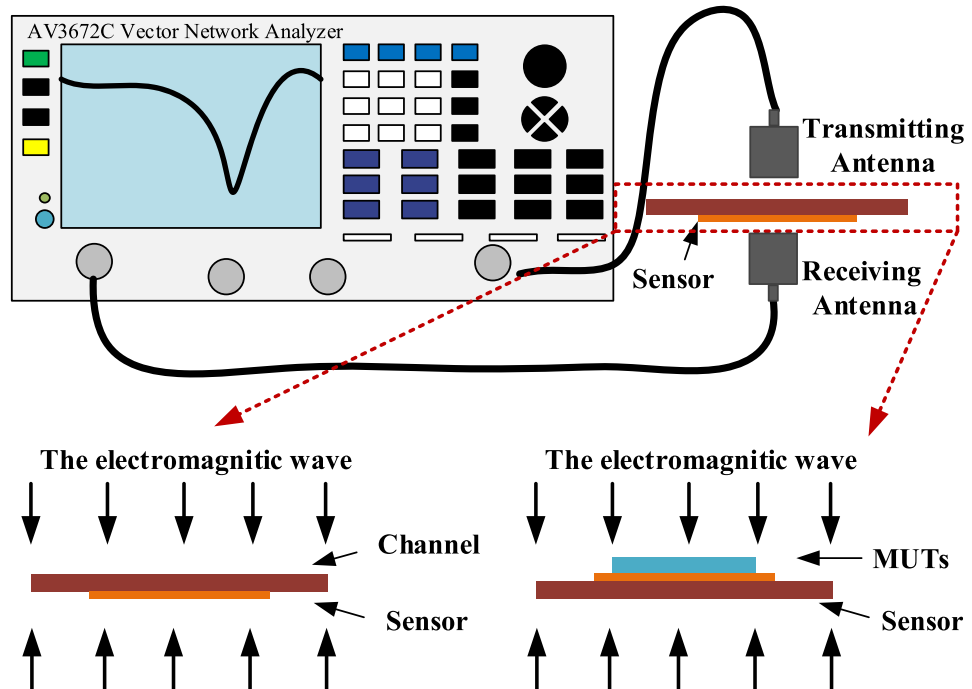 AV3672C Vector Network Analyzer
Transmitting
Antenna
Sensor
Receiving
Antenna
The electromagnitic wave
The electromagnitic wave
Channel
Sensor
MUTs
Sensor